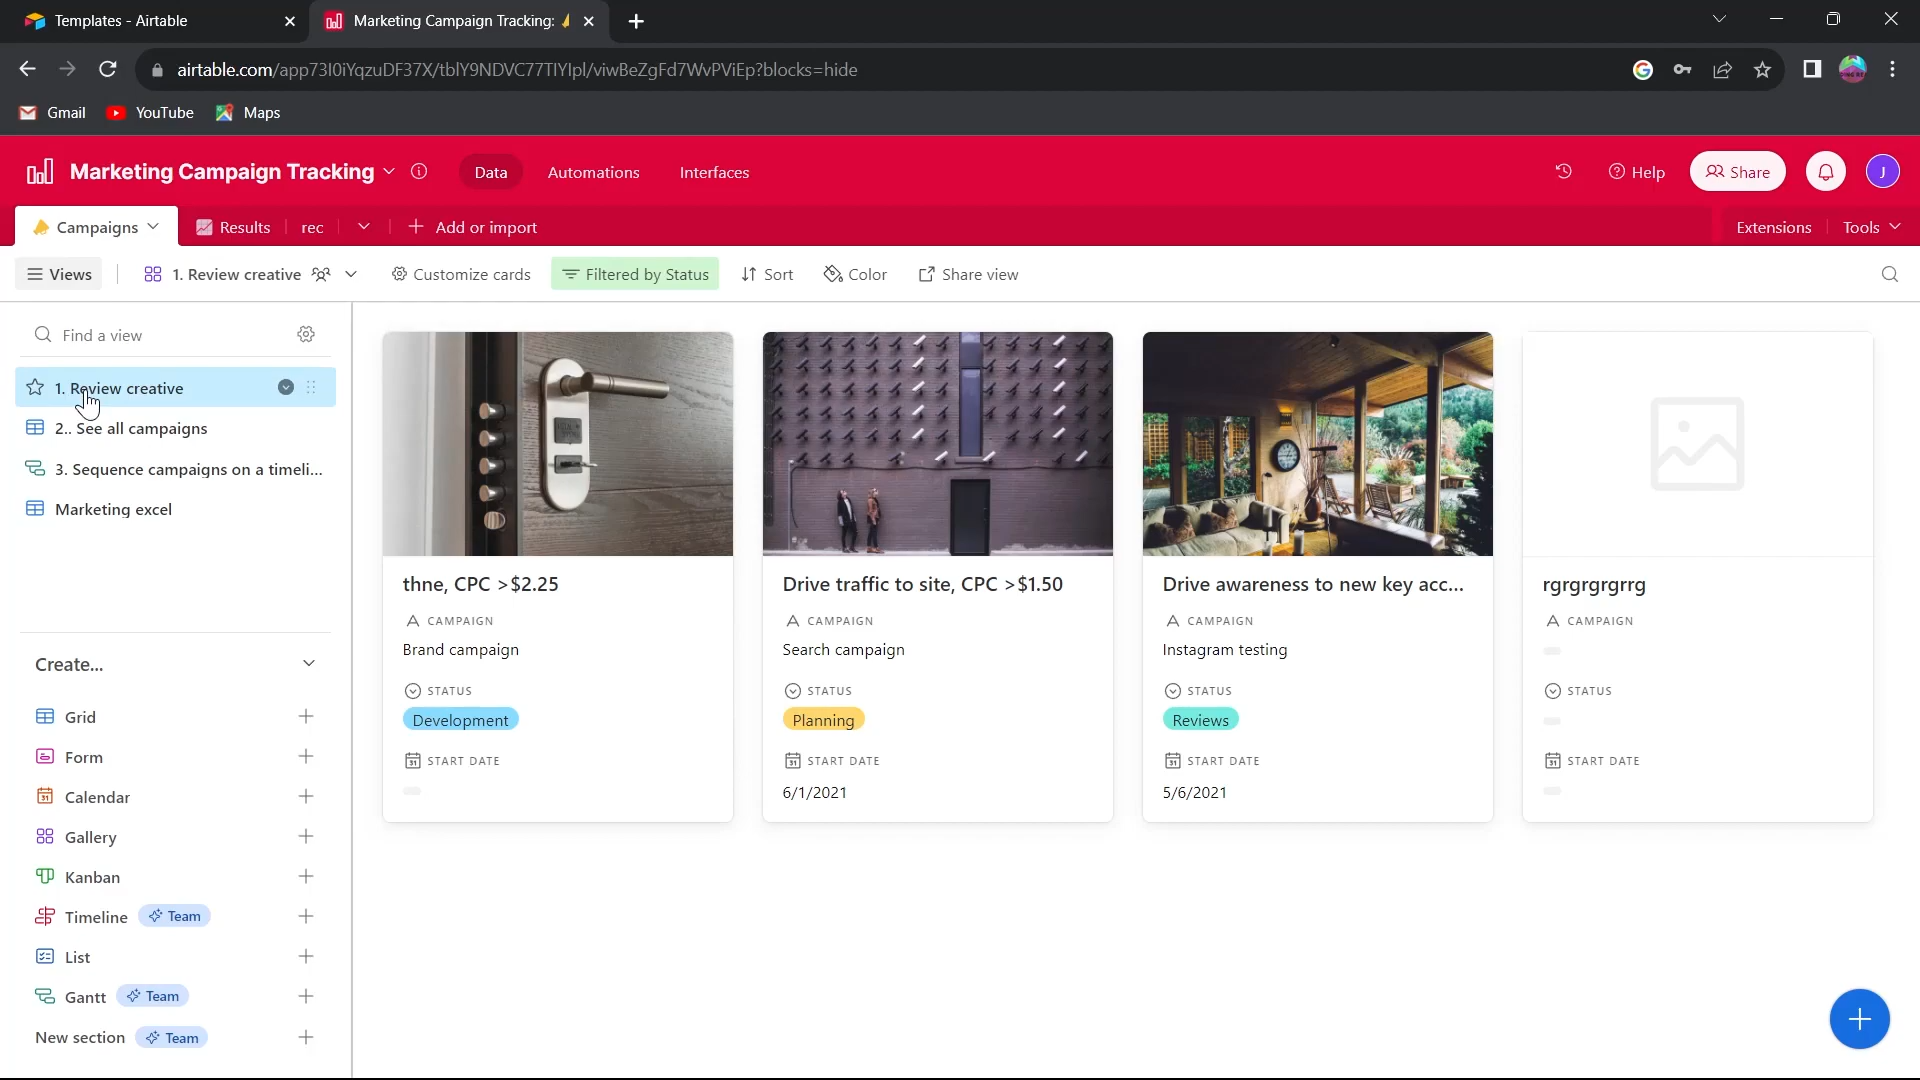 Templates - Airtable
Marketing Campaign Tracking:
airtable.com/app73I0iYqzuDF37X/tblY9NDVC77TIYIpl/viwBeZgFd7WvPViEp?blocks=hide
Gmail YouTube Maps
Marketing Campaign Tracking Data Automations Interfaces Help Share J
Campaigns Results rec Add or import Extensions Tools
Views 1. Review creative Customize cards Filtered by Status Sort Color Share view
Find a view
1. Review creative
2.. See all campaigns
3. Sequence campaigns on a timeli...
Marketing excel
Create...
Grid
Form
Calendar
Gallery
Kanban
Timeline Team
List
Gantt Team
New section Team
thne, CPC >$2.25
CAMPAIGN
Brand campaign
STATUS
Development
START DATE
Drive traffic to site, CPC >$1.50
CAMPAIGN
Search campaign
STATUS
Planning
START DATE
6/1/2021
Drive awareness to new key acc...
CAMPAIGN
Instagram testing
STATUS
Reviews
START DATE
5/6/2021
rgrgrgrgrrg
CAMPAIGN
STATUS
START DATE